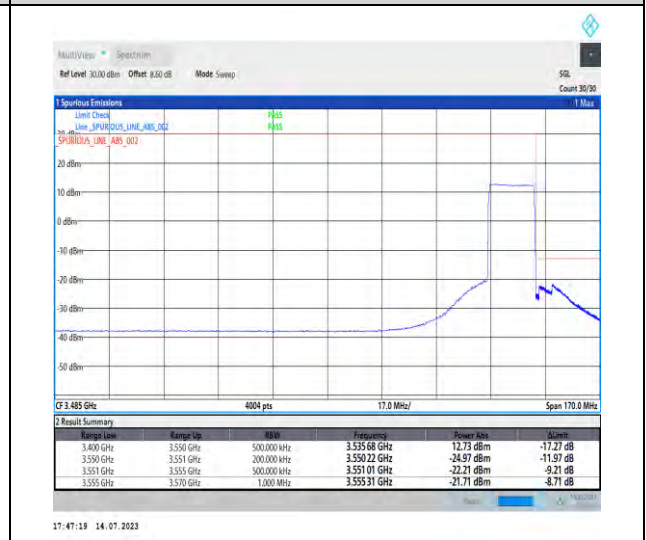 MultiView Spectrum
Ref Level 30.00 dBm Offset 8.60 dB Mode Sweep SGL
Count 30/30
1 Spurious Emissions 1 Max
Limit Check PASS
Line _SPURIOUS_LINE_ABS_002 PASS
_SPURIOUS_LINE_ABS_002
20 dBm
10 dBm
0 dBm
-10 dBm
-20 dBm
-30 dBm
-40 dBm
-50 dBm
CF 3.485 GHz 4004 pts 17.0 MHz/ Span 170.0 MHz
2 Result Summary
Range Low Range Up RBW Frequency Power Abs ΔLimit
3.400 GHz 3.550 GHz 500.000 kHz 3.535 68 GHz 12.73 dBm -17.27 dB
3.550 GHz 3.551 GHz 200.000 kHz 3.550 22 GHz -24.97 dBm -11.97 dB
3.551 GHz 3.555 GHz 500.000 kHz 3.551 01 GHz -22.21 dBm -9.21 dB
3.555 GHz 3.570 GHz 1.000 MHz 3.555 31 GHz -21.71 dBm -8.71 dB
17:47:19 14.07.2023